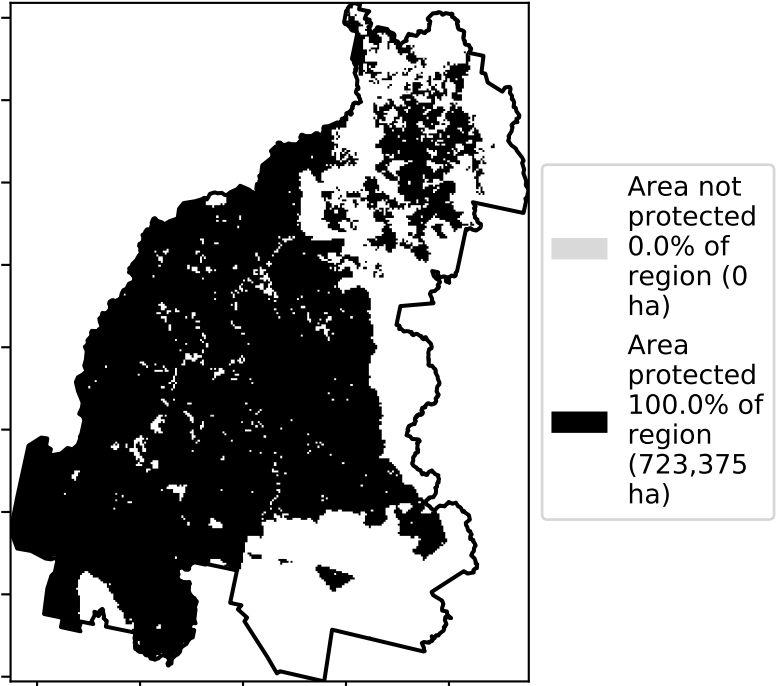 Area not
protected
0.0% of
region (0
ha)
Area
protected
100.0% of
region
(723,375
ha)